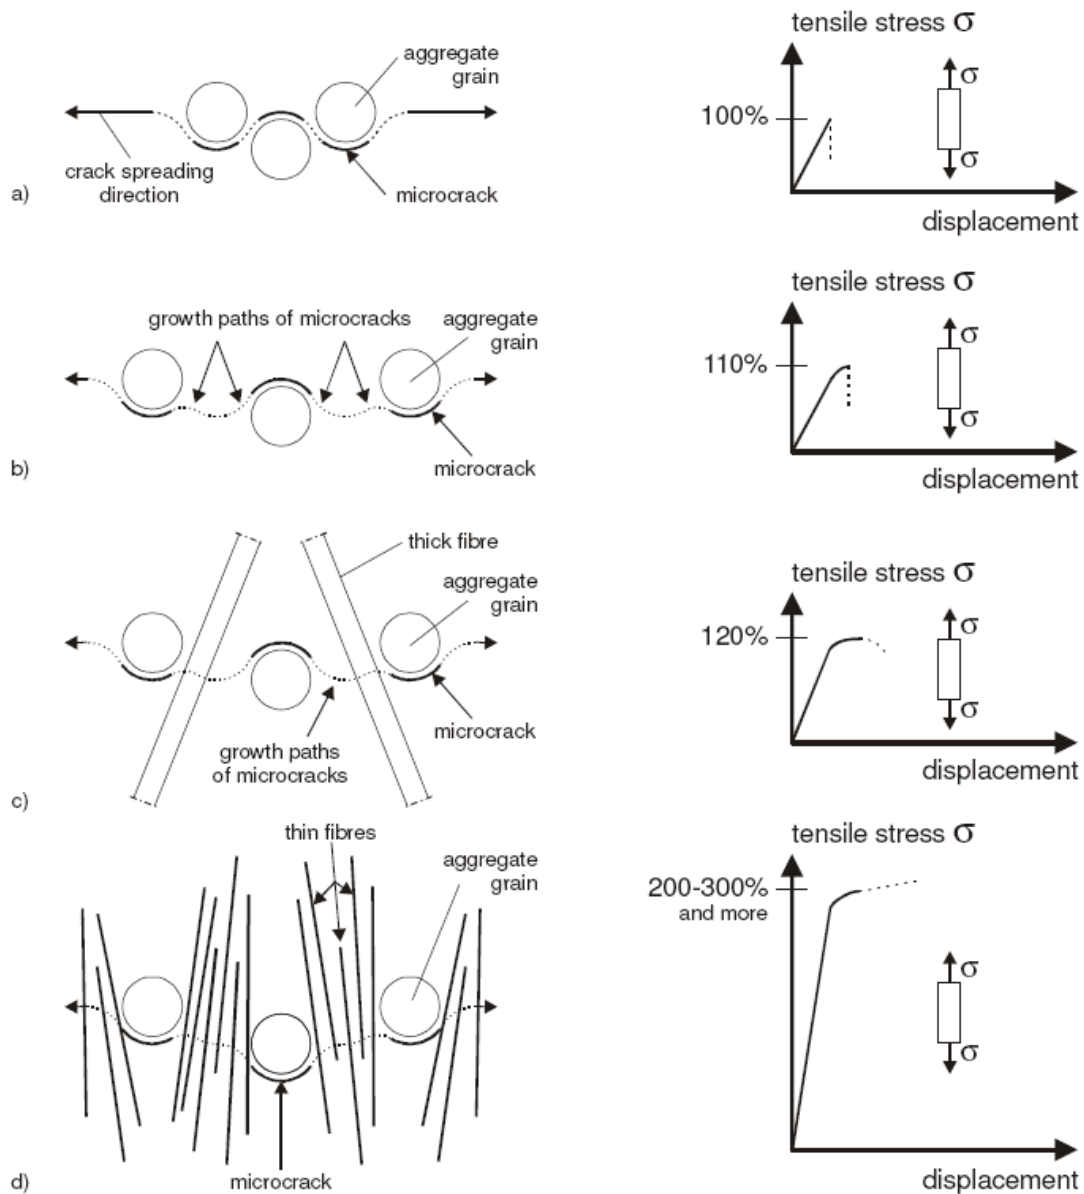 aggregate
grain
crack spreading
direction
microcrack
a)
tensile stress σ
100%
σ
σ
displacement
growth paths of microcracks
aggregate
grain
microcrack
b)
tensile stress σ
110%
σ
σ
displacement
thick fibre
aggregate
grain
microcrack
growth paths
of microcracks
c)
tensile stress σ
120%
σ
σ
displacement
thin fibres
aggregate
grain
microcrack
d)
tensile stress σ
200-300%
and more
σ
σ
displacement